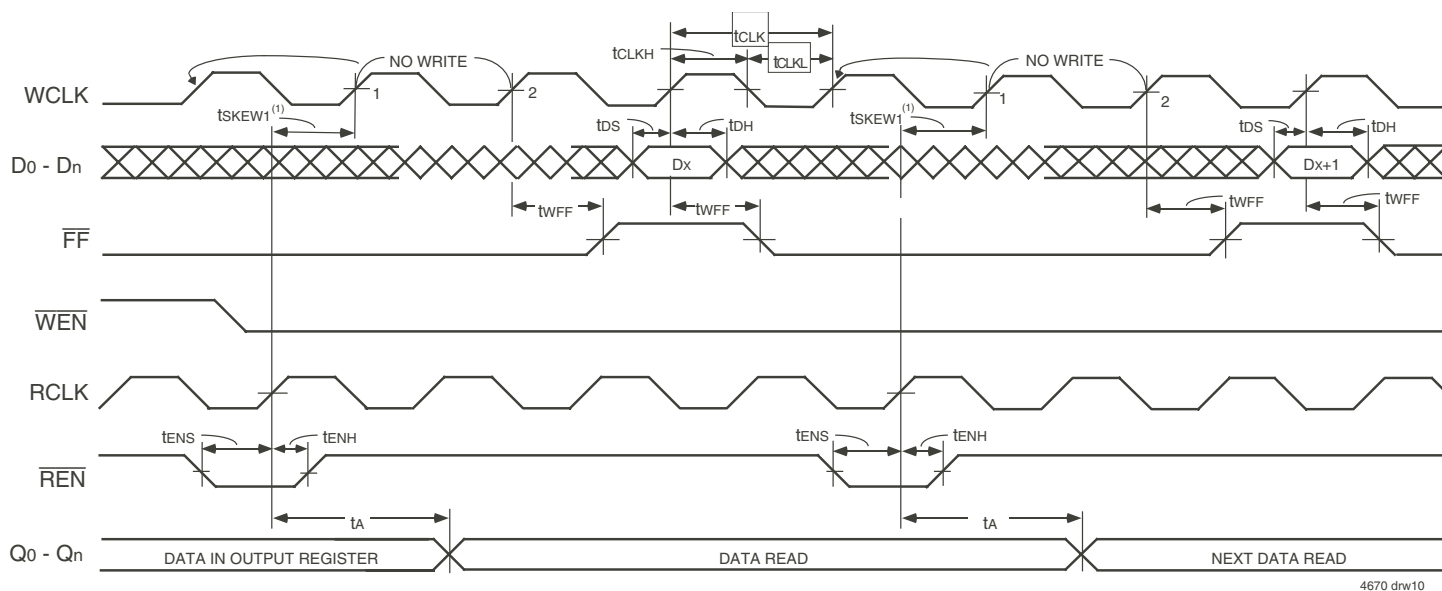 tCLK
tCLKH
tCLKL
NO WRITE
NO WRITE
WCLK
1
2
1
2
tSKEW1(1)
tDS
tDH
tSKEW1(1)
tDS
tDH
D0 - Dn
DX
DX+1
tWFF
tWFF
tWFF
tWFF
FF
WEN
RCLK
tENS
tENH
tENS
tENH
REN
tA
tA
Q0 - Qn
DATA IN OUTPUT REGISTER
DATA READ
NEXT DATA READ
4670 drw10